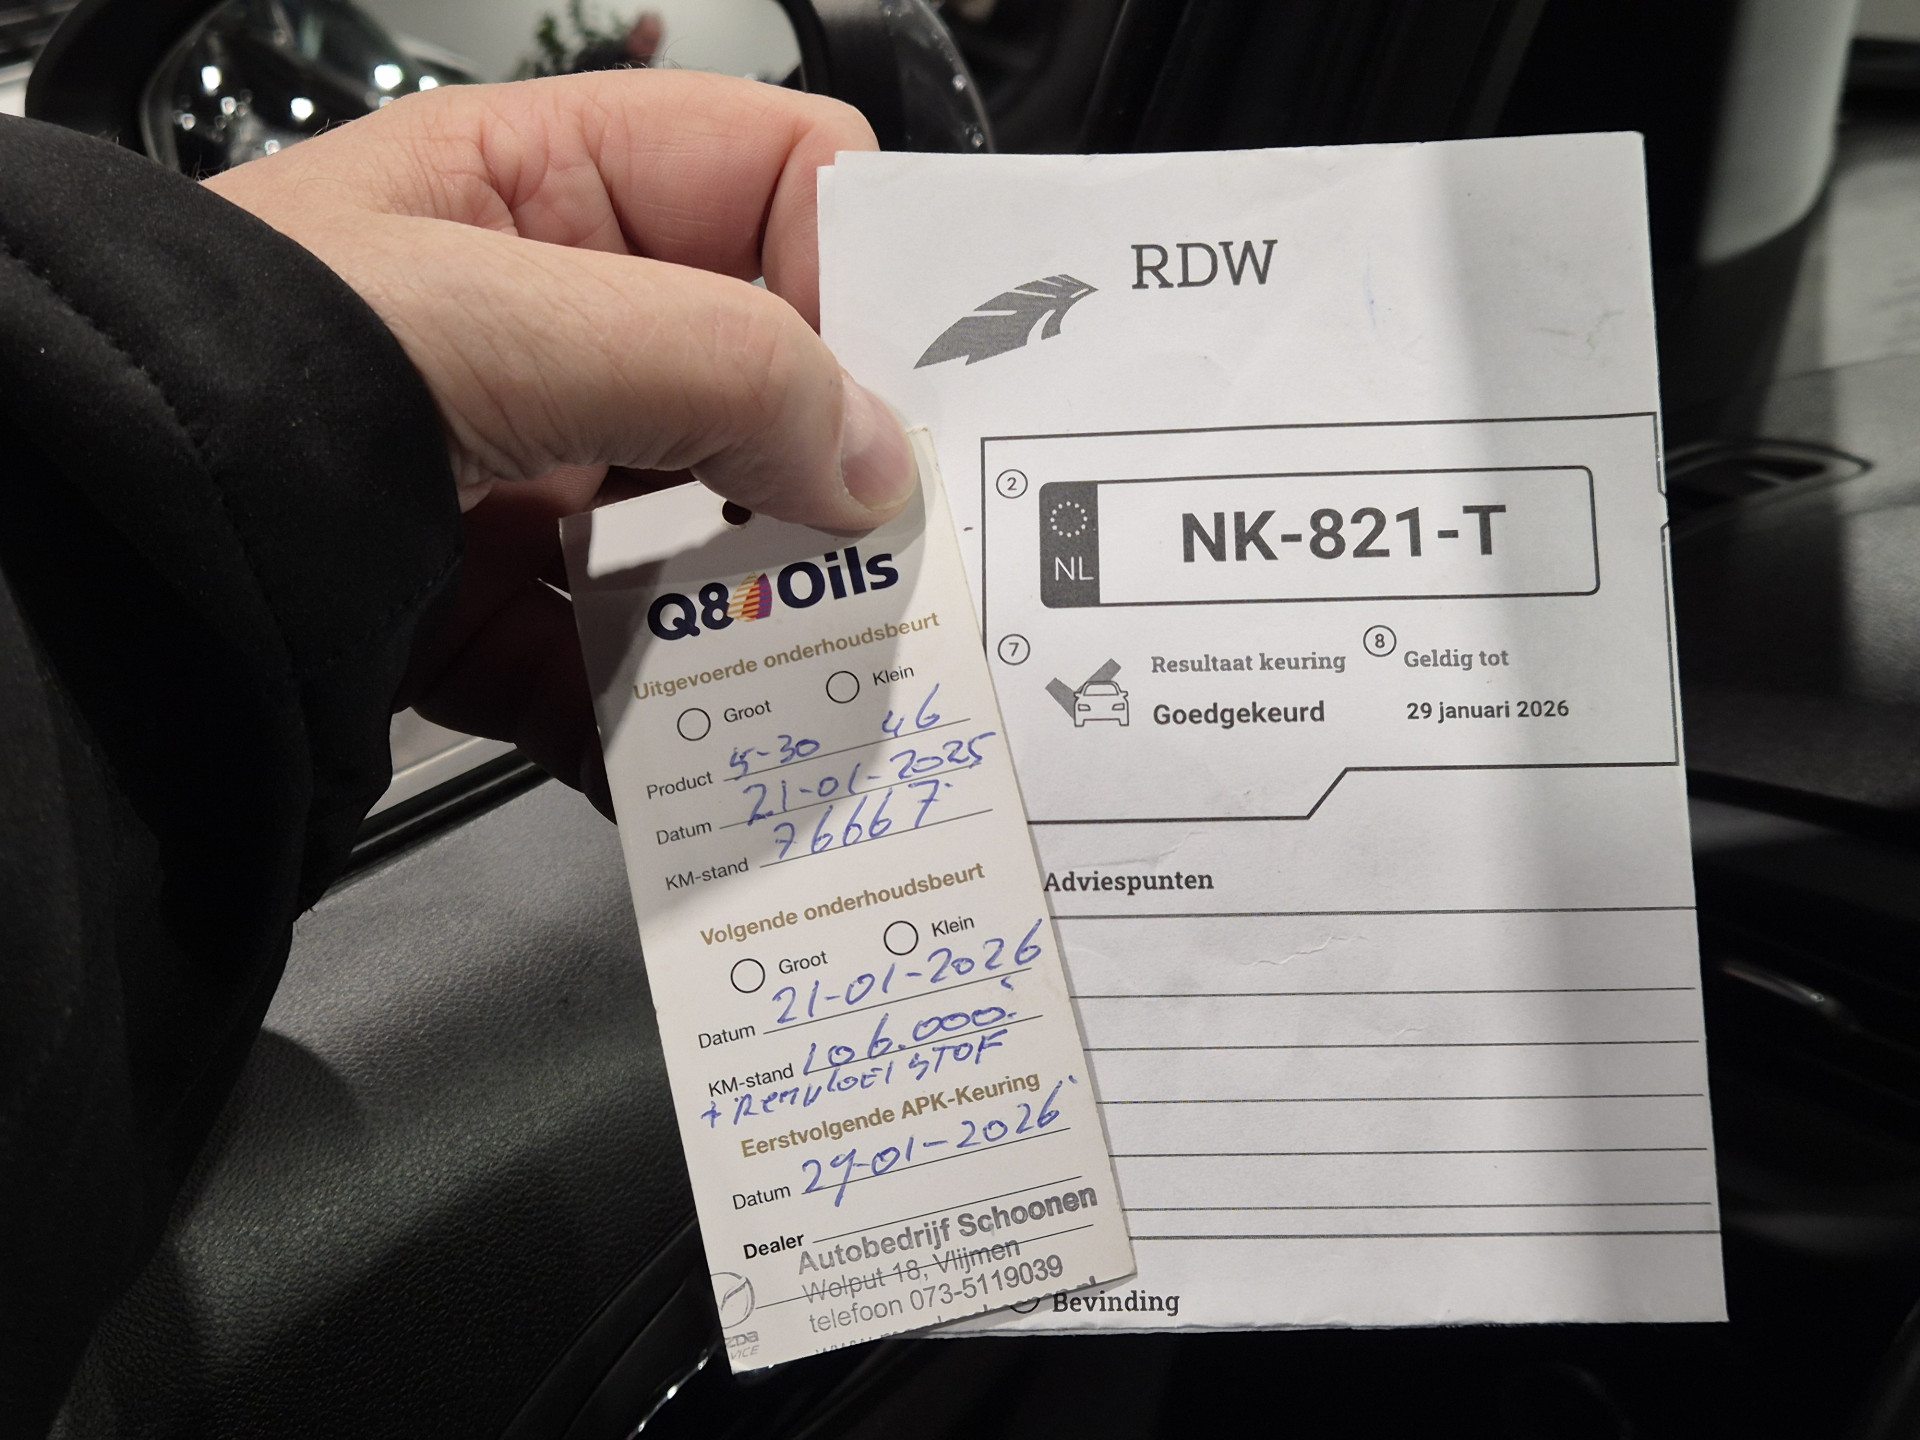 RDW
2
NL
NK-821-T
7
Resultaat keuring
Goedgekeurd
8
Geldig tot
29 januari 2026
Adviespunten
Bevinding
Q8 Oils
Uitgevoerde onderhoudsbeurt
Groot Klein
Product 5-30 46
Datum 21-01-2025
KM-stand 76667
Volgende onderhoudsbeurt
Groot Klein
Datum 21-01-2026
KM-stand 106.000.
+ REMVLOEISTOF
Eerstvolgende APK-Keuring
Datum 29-01-2026
Dealer
Autobedrijf Schoonen
Wolput 18, Vlijmen
telefoon 073-5119039